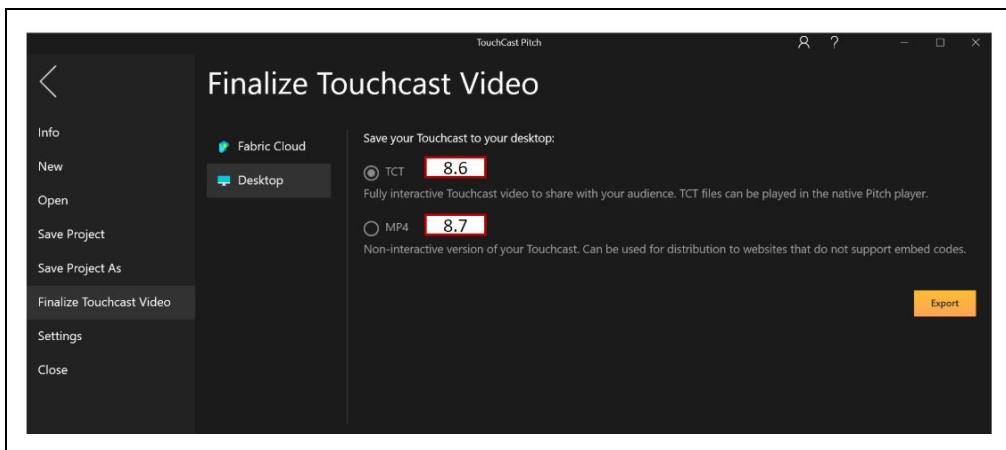 TouchCast Pitch
?
Finalize Touchcast Video
Info
New
Open
Save Project
Save Project As
Finalize Touchcast Video
Settings
Close
Fabric Cloud
Desktop
Save your Touchcast to your desktop:
TCT 8.6
Fully interactive Touchcast video to share with your audience. TCT files can be played in the native Pitch player.
MP4 8.7
Non-interactive version of your Touchcast. Can be used for distribution to websites that do not support embed codes.
Export